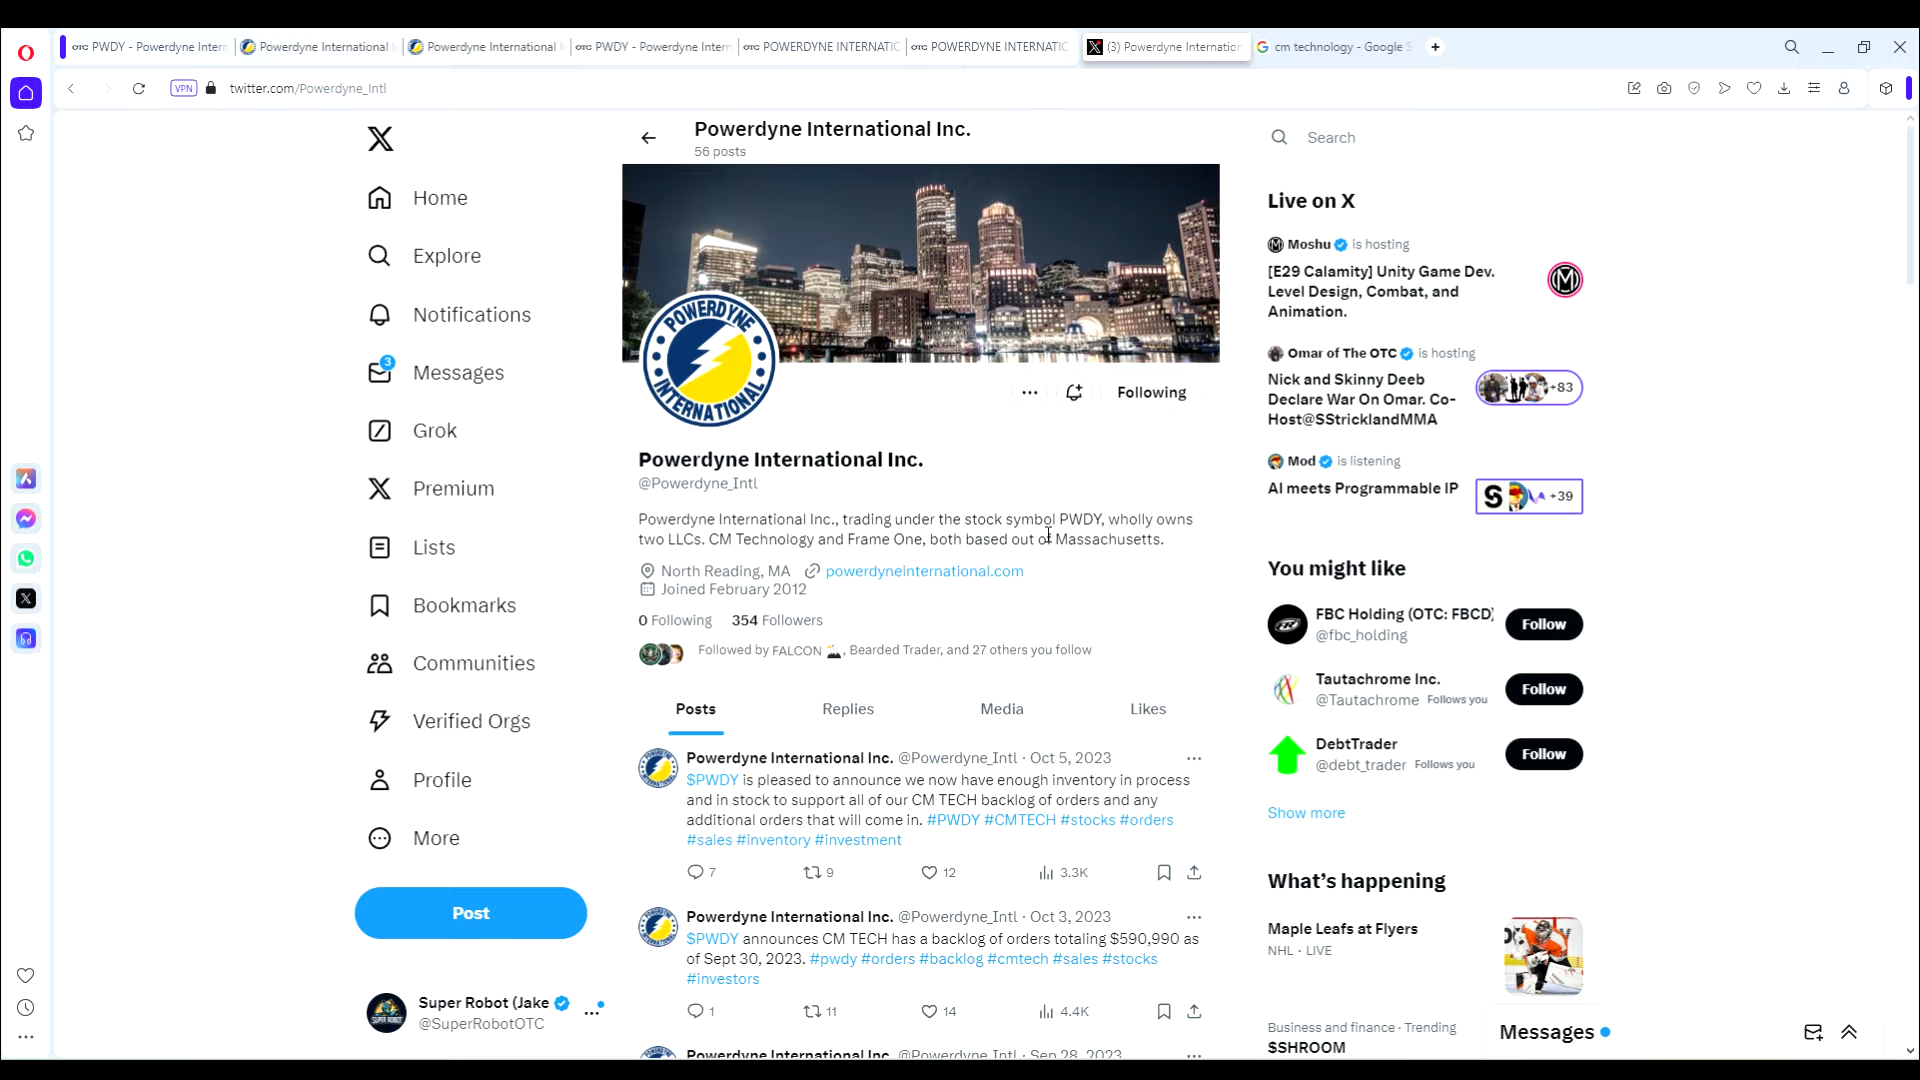 OTC PWDY - Powerdyne Intern
Powerdyne International
Powerdyne International
OTC PWDY - Powerdyne Intern
OTC POWERDYNE INTERNATIC
OTC POWERDYNE INTERNATIC
(3) Powerdyne Internation
cm technology - Google S
VPN
twitter.com/Powerdyne_Intl
Home
Explore
Notifications
3
Messages
Grok
Premium
Lists
Bookmarks
Communities
Verified Orgs
Profile
More
Post
Super Robot (Jake
@SuperRobotOTC
Powerdyne International Inc.
56 posts
POWERDYNE
INTERNATIONAL
Following
Powerdyne International Inc.
@Powerdyne_Intl
Powerdyne International Inc., trading under the stock symbol PWDY, wholly owns
two LLCs. CM Technology and Frame One, both based out of Massachusetts.
North Reading, MA powerdyneinternational.com
Joined February 2012
0 Following 354 Followers
Followed by FALCON, Bearded Trader, and 27 others you follow
Posts Replies Media Likes
Powerdyne International Inc. @Powerdyne_Intl · Oct 5, 2023
$PWDY is pleased to announce we now have enough inventory in process
and in stock to support all of our CM TECH backlog of orders and any
additional orders that will come in. #PWDY #CMTECH #stocks #orders
#sales #inventory #investment
7 9 12 3.3K
Powerdyne International Inc. @Powerdyne_Intl · Oct 3, 2023
$PWDY announces CM TECH has a backlog of orders totaling $590,990 as
of Sept 30, 2023. #pwdy #orders #backlog #cmtech #sales #stocks
#investors
1 11 14 4.4K
Powerdyne International Inc. @Powerdyne_Intl · Sep 28, 2023
Search
Live on X
Moshu is hosting
[E29 Calamity] Unity Game Dev.
Level Design, Combat, and
Animation.
Omar of The OTC is hosting
Nick and Skinny Deeb
Declare War On Omar. Co-
Host@SStricklandMMA
+83
Mod is listening
AI meets Programmable IP
+39
You might like
FBC Holding (OTC: FBCD)
@fbc_holding
Follow
Tautachrome Inc.
@Tautachrome Follows you
Follow
DebtTrader
@debt_trader Follows you
Follow
Show more
What's happening
Maple Leafs at Flyers
NHL · LIVE
Business and finance · Trending
$SHROOM
Messages